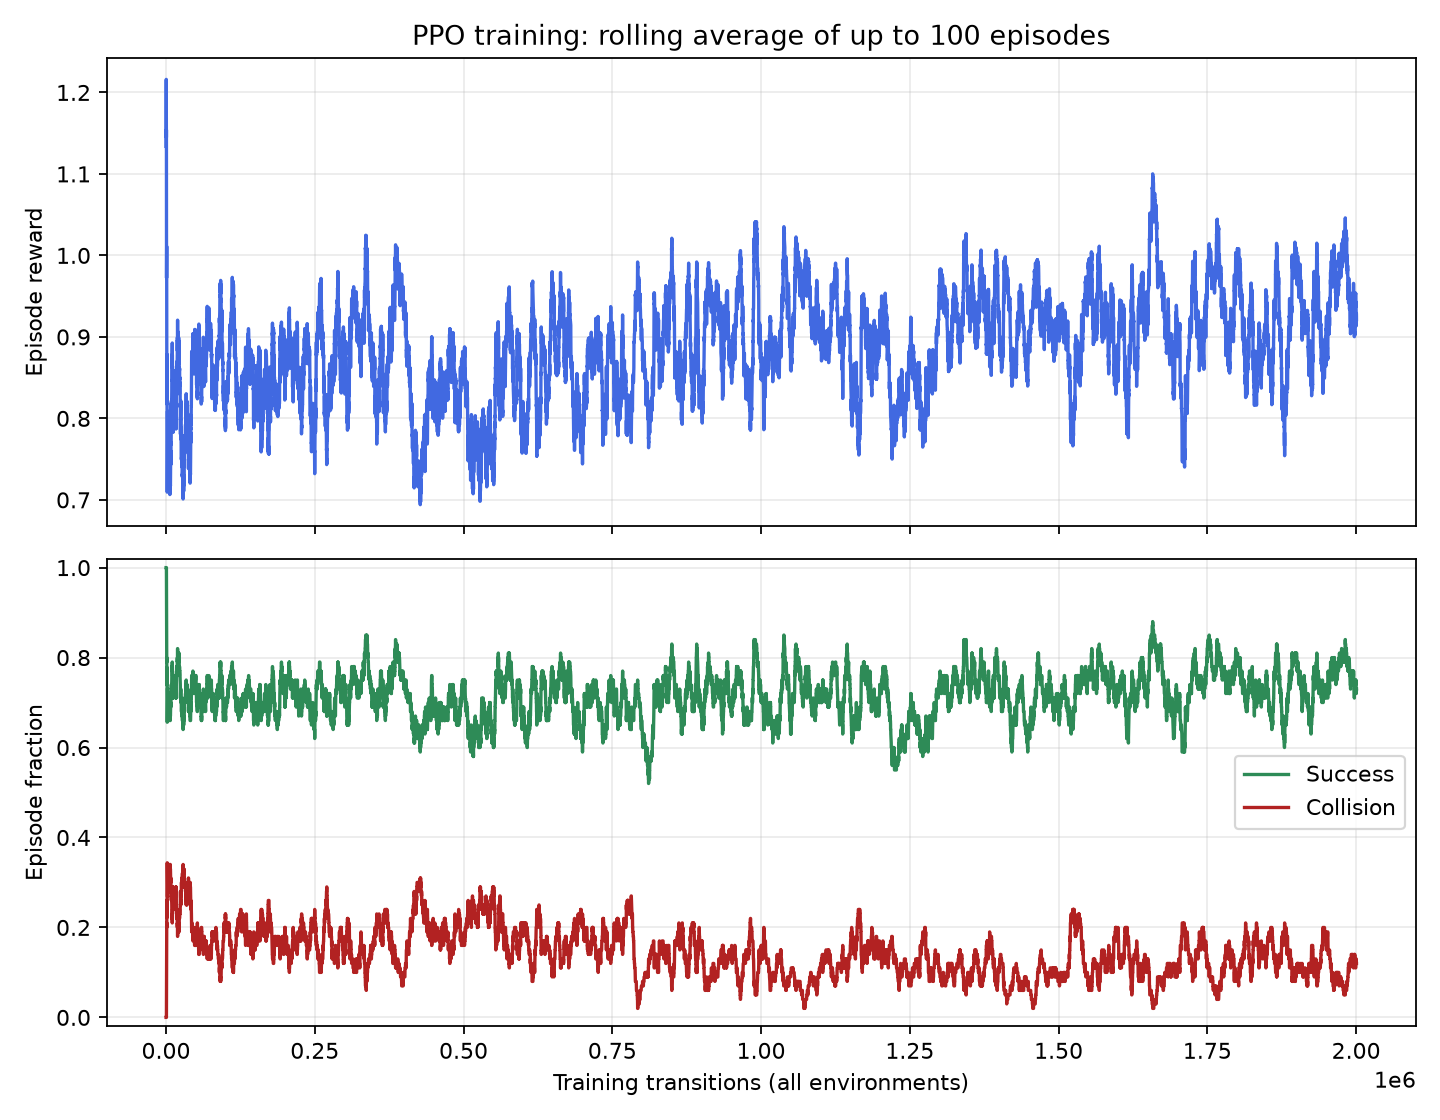 PPO training: rolling average of up to 100 episodes
Episode reward
1.2
1.1
1.0
0.9
0.8
0.7
Episode fraction
1.0
0.8
0.6
0.4
0.2
0.0
Success
Collision
0.00 0.25 0.50 0.75 1.00 1.25 1.50 1.75 2.00
1e6
Training transitions (all environments)